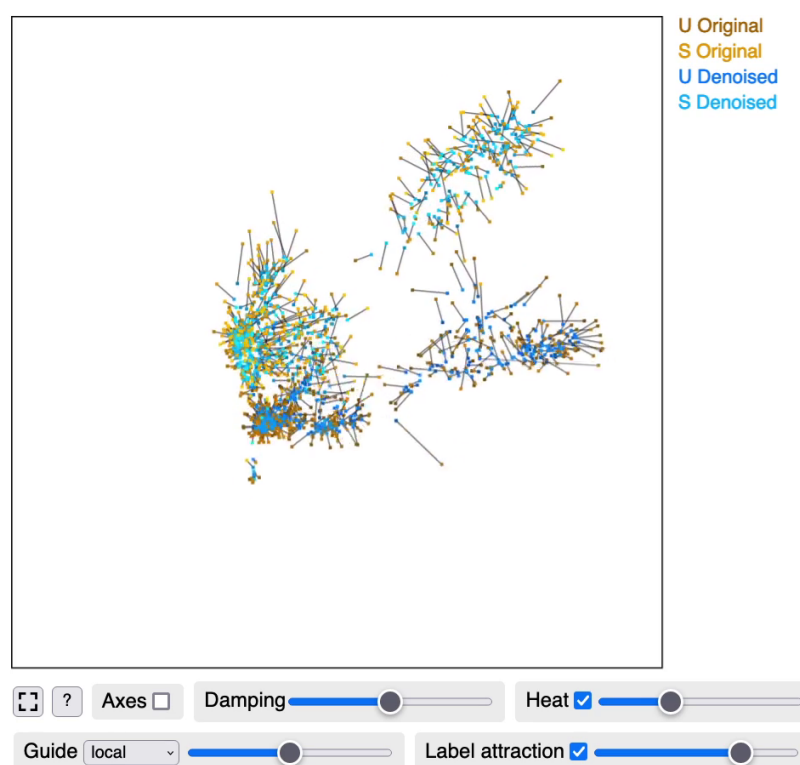 U Original
S Original
U Denoised
S Denoised
? Axes Damping Heat
Guide local Label attraction